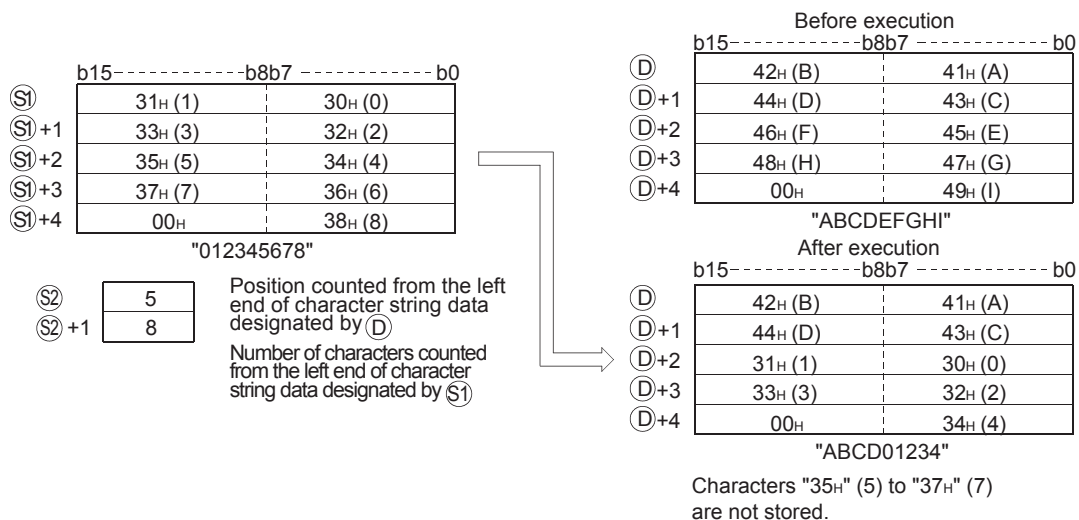 b15 b8b7 b0
S1 31H (1) 30H (0)
S1 +1 33H (3) 32H (2)
S1 +2 35H (5) 34H (4)
S1 +3 37H (7) 36H (6)
S1 +4 00H 38H (8)
"012345678"
S2 5
S2 +1 8
Position counted from the left
end of character string data
designated by D
Number of characters counted
from the left end of character
string data designated by S1
Before execution
b15 b8b7 b0
D 42H (B) 41H (A)
D+1 44H (D) 43H (C)
D+2 46H (F) 45H (E)
D+3 48H (H) 47H (G)
D+4 00H 49H (I)
"ABCDEFGHI"
After execution
b15 b8b7 b0
D 42H (B) 41H (A)
D+1 44H (D) 43H (C)
D+2 31H (1) 30H (0)
D+3 33H (3) 32H (2)
D+4 00H 34H (4)
"ABCD01234"
Characters "35H" (5) to "37H" (7)
are not stored.